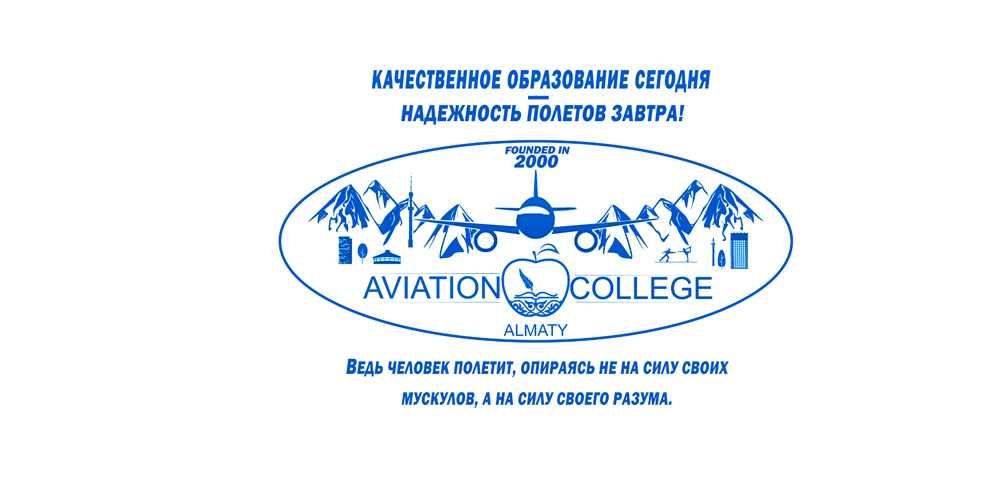 КАЧЕСТВЕННОЕ ОБРАЗОВАНИЕ СЕГОДНЯ
–
НАДЕЖНОСТЬ ПОЛЕТОВ ЗАВТРА!
FOUNDED IN
2000
AVIATION COLLEGE
ALMATY
ВЕДЬ ЧЕЛОВЕК ПОЛЕТИТ, ОПИРАЯСЬ НЕ НА СИЛУ СВОИХ
МУСКУЛОВ, А НА СИЛУ СВОЕГО РАЗУМА.